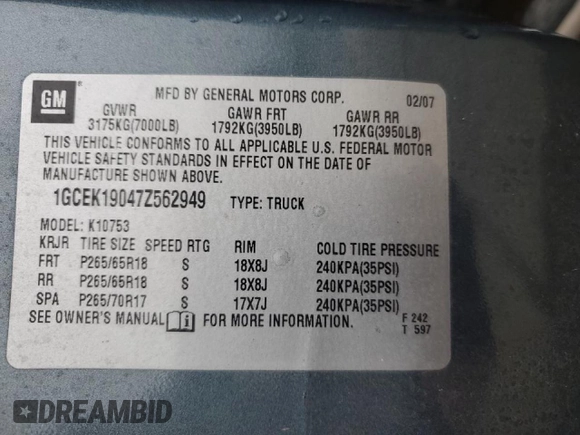 GM MFD BY GENERAL MOTORS CORP. 02/07
GVWR GAWR FRT GAWR RR
3175KG(7000LB) 1792KG(3950LB) 1792KG(3950LB)
THIS VEHICLE CONFORMS TO ALL APPLICABLE U.S. FEDERAL MOTOR
VEHICLE SAFETY STANDARDS IN EFFECT ON THE DATE OF
MANUFACTURE SHOWN ABOVE.
1GCEK19047Z562949 TYPE: TRUCK
MODEL: K10753
KRJR TIRE SIZE SPEED RTG RIM COLD TIRE PRESSURE
FRT P265/65R18 S 18X8J 240KPA(35PSI)
RR P265/65R18 S 18X8J 240KPA(35PSI)
SPA P265/70R17 S 17X7J 240KPA(35PSI)
SEE OWNER'S MANUAL i FOR MORE INFORMATION. F 242
T 597
DREAMBID